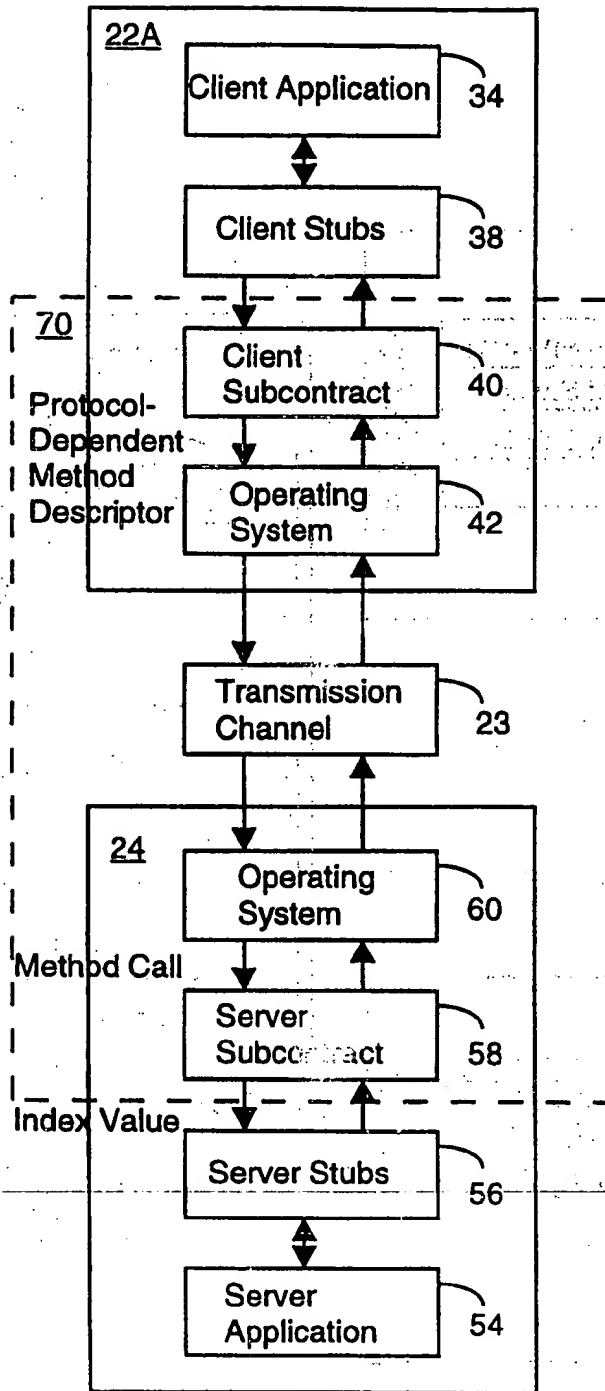 22A
Client Application
34
Client Stubs
38
70
Client
Subcontract
40
Protocol-
Dependent
Method
Descriptor
Operating
System
42
Transmission
Channel
23
24
Operating
System
60
Method Call
Server
Subcontract
58
Index Value
Server Stubs
56
Server
Application
54